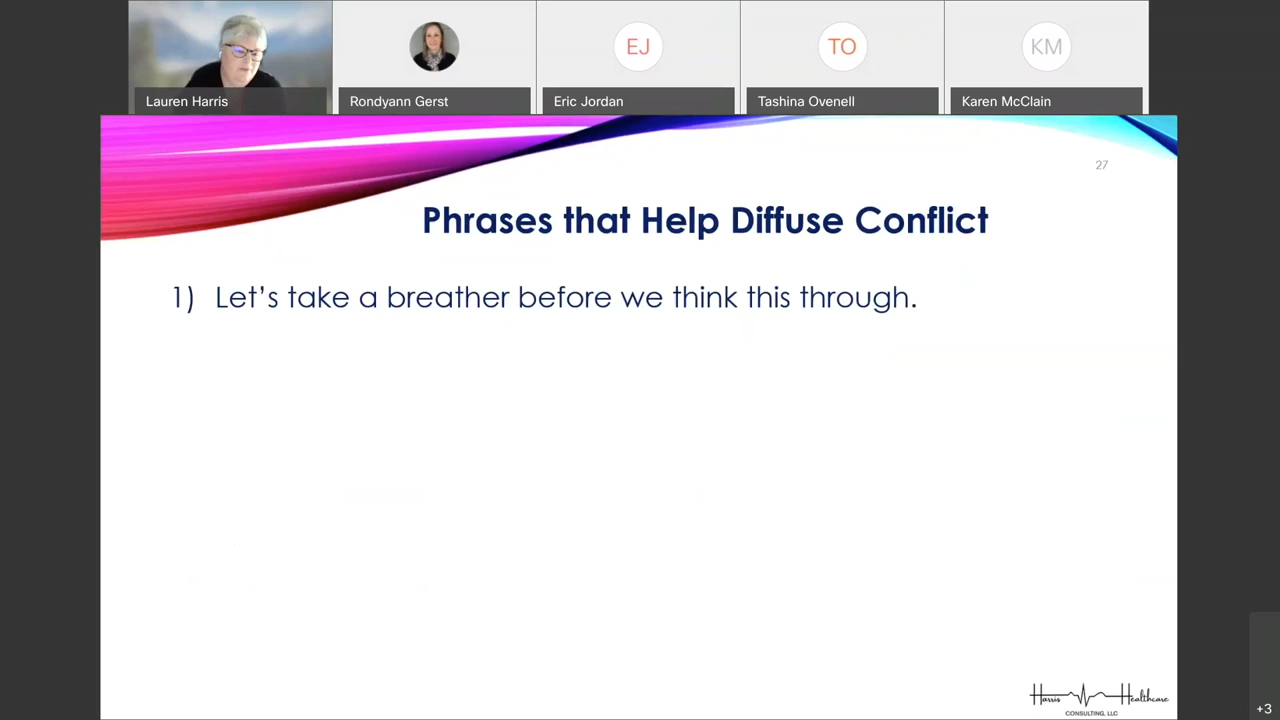 EJ
TO
KM
Lauren Harris
Rondyann Gerst
Eric Jordan
Tashina Ovenell
Karen McClain
27
Phrases that Help Diffuse Conflict
1) Let's take a breather before we think this through.
Harris Healthcare
CONSULTING, LLC
+3